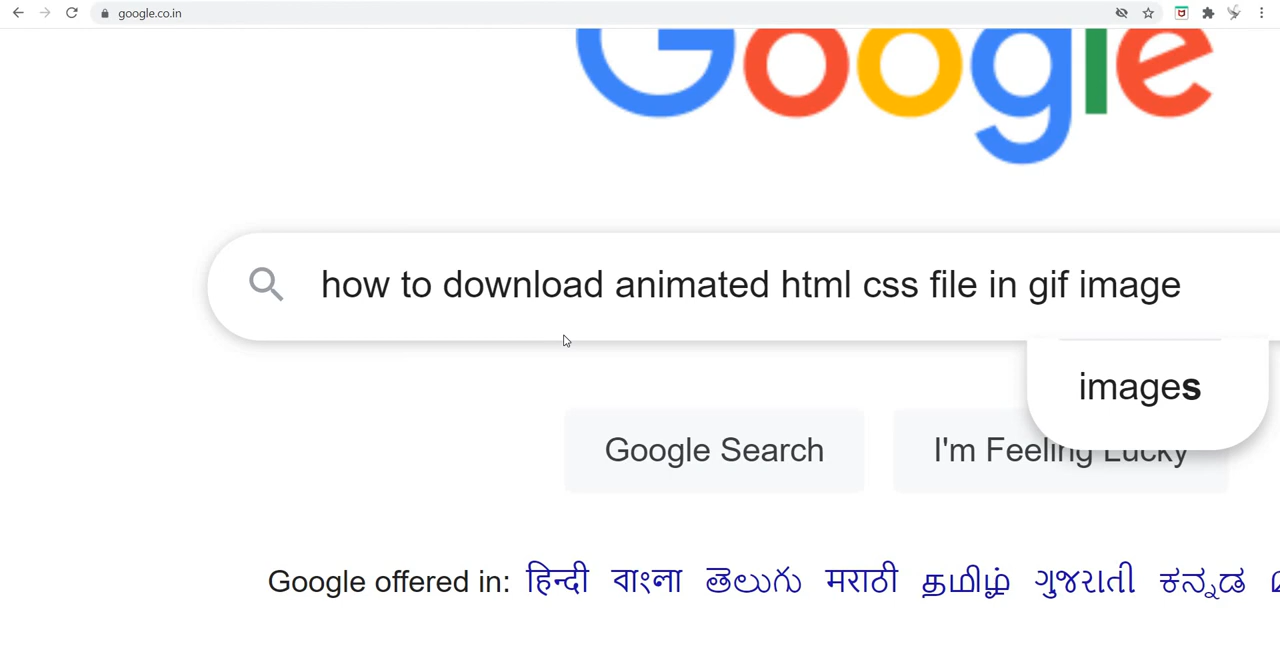 google.co.in
Google
how to download animated html css file in gif image
images
Google Search
I'm Feeling Lucky
Google offered in: हिन्दी বাংলা తెలుగు मराठी தமிழ் ગુજરાતી ಕನ್ನಡ